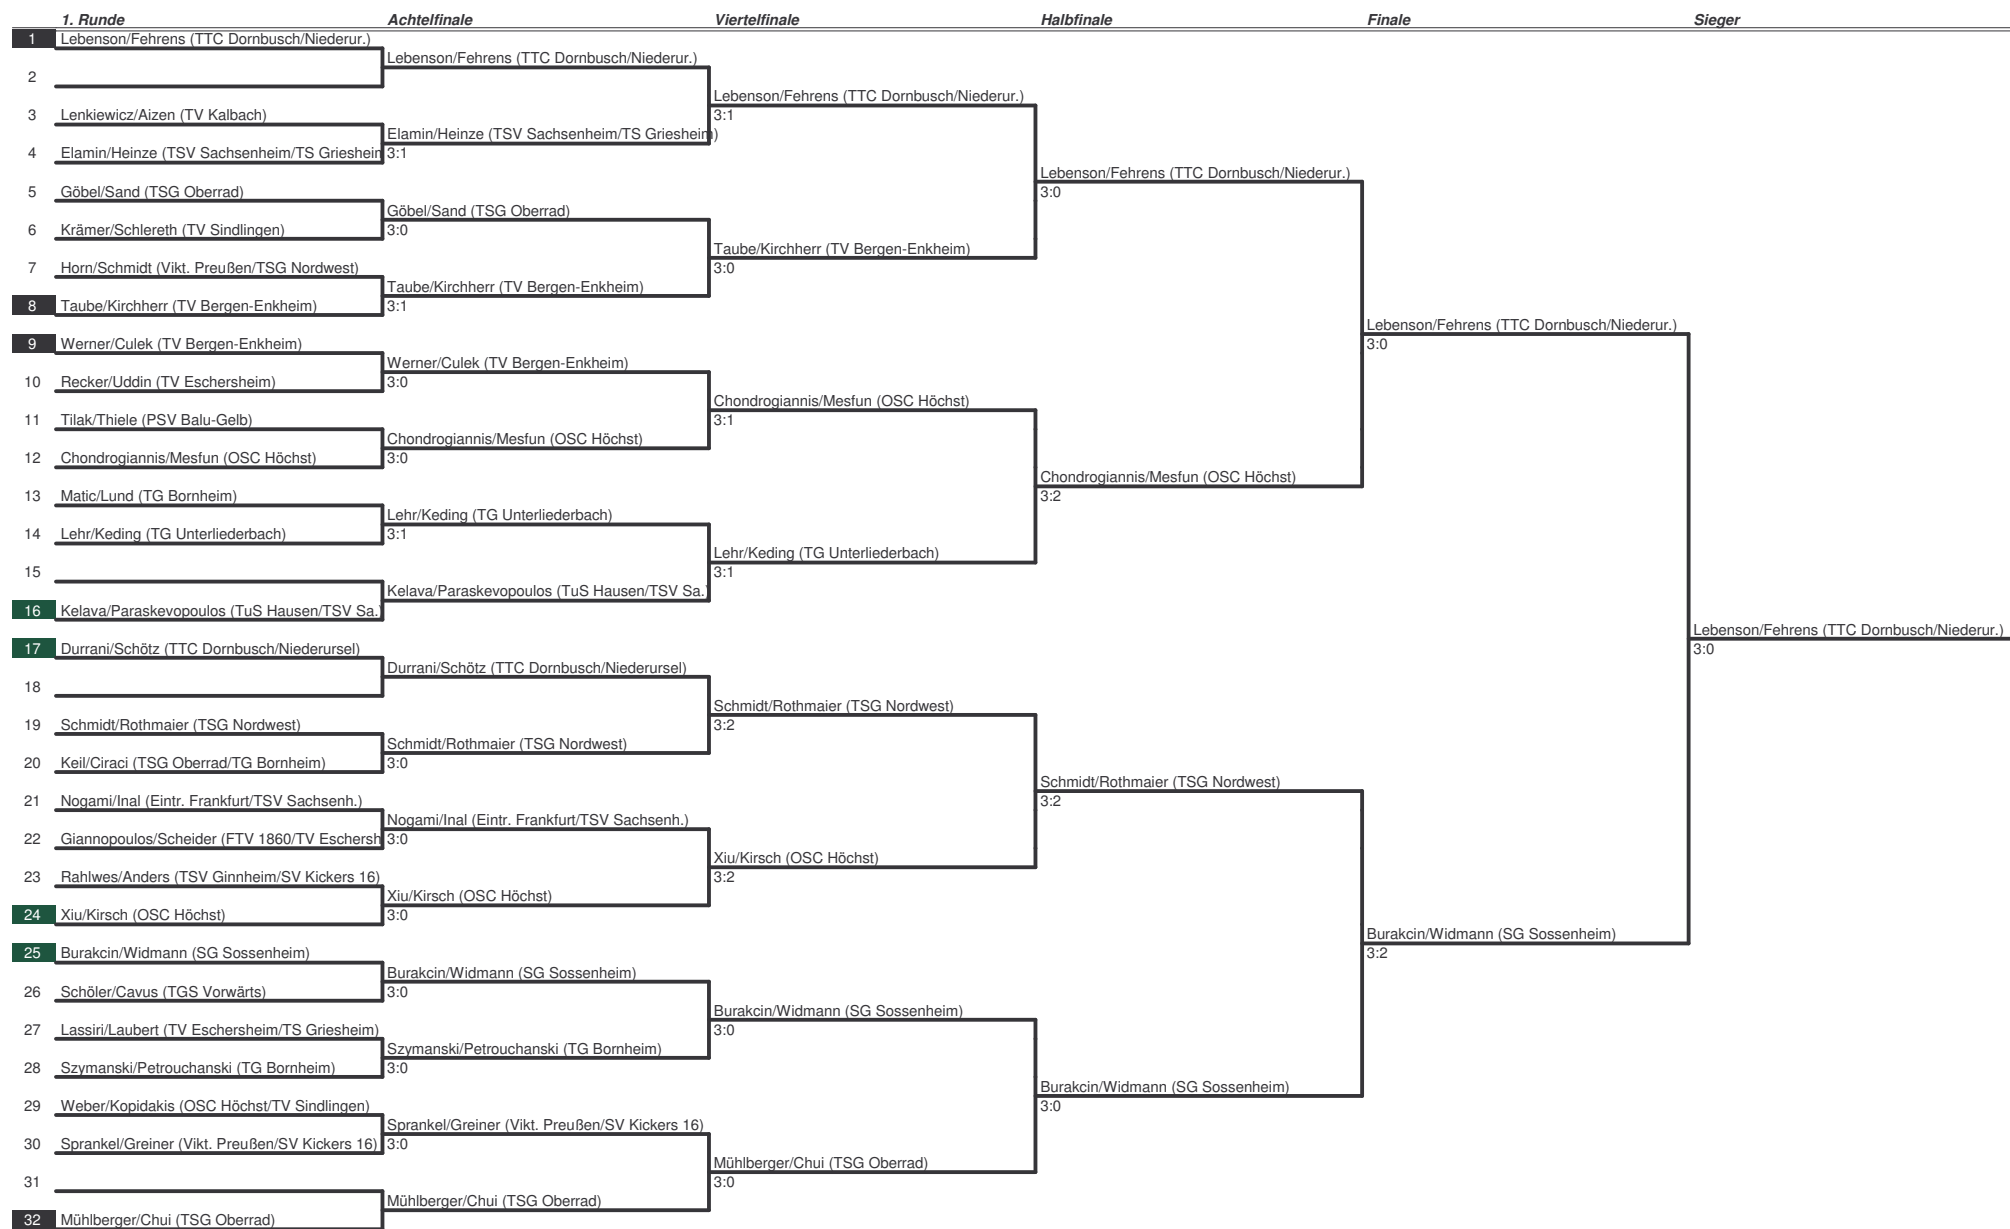 1. Runde Achtelfinale Viertelfinale Halbfinale Finale Sieger
1 Lebenson/Fehrens (TTC Dornbusch/Niederur.)
Lebenson/Fehrens (TTC Dornbusch/Niederur.)
2
Lebenson/Fehrens (TTC Dornbusch/Niederur.)
3 Lenkiewicz/Aizen (TV Kalbach) 3:1
Elamin/Heinze (TSV Sachsenheim/TS Griesheim)
4 Elamin/Heinze (TSV Sachsenheim/TS Grieshein 3:1
Lebenson/Fehrens (TTC Dornbusch/Niederur.)
5 Göbel/Sand (TSG Oberrad) 3:0
Göbel/Sand (TSG Oberrad)
6 Krämer/Schlereth (TV Sindlingen) 3:0
Taube/Kirchherr (TV Bergen-Enkheim)
7 Horn/Schmidt (Vikt. Preußen/TSG Nordwest) 3:0
Taube/Kirchherr (TV Bergen-Enkheim)
8 Taube/Kirchherr (TV Bergen-Enkheim) 3:1
Lebenson/Fehrens (TTC Dornbusch/Niederur.)
9 Werner/Culek (TV Bergen-Enkheim) 3:0
Werner/Culek (TV Bergen-Enkheim)
10 Recker/Uddin (TV Eschersheim) 3:0
Chondrogiannis/Mesfun (OSC Höchst)
11 Tilak/Thiele (PSV Balu-Gelb) 3:1
Chondrogiannis/Mesfun (OSC Höchst)
12 Chondrogiannis/Mesfun (OSC Höchst) 3:0
Chondrogiannis/Mesfun (OSC Höchst)
13 Matic/Lund (TG Bornheim) 3:2
Lehr/Keding (TG Unterliederbach)
14 Lehr/Keding (TG Unterliederbach) 3:1
Lehr/Keding (TG Unterliederbach)
15 3:1
Kelava/Paraskevopoulos (TuS Hausen/TSV Sa.)
16 Kelava/Paraskevopoulos (TuS Hausen/TSV Sa.)
Lebenson/Fehrens (TTC Dornbusch/Niederur.)
17 Durrani/Schötz (TTC Dornbusch/Niederursel) 3:0
Durrani/Schötz (TTC Dornbusch/Niederursel)
18
Schmidt/Rothmaier (TSG Nordwest)
19 Schmidt/Rothmaier (TSG Nordwest) 3:2
Schmidt/Rothmaier (TSG Nordwest)
20 Keil/Ciraci (TSG Oberrad/TG Bornheim) 3:0
Schmidt/Rothmaier (TSG Nordwest)
21 Nogami/Inal (Eintr. Frankfurt/TSV Sachsenh.) 3:2
Nogami/Inal (Eintr. Frankfurt/TSV Sachsenh.)
22 Giannopoulos/Scheider (FTV 1860/TV Eschersh 3:0
Xiu/Kirsch (OSC Höchst)
23 Rahlwes/Anders (TSV Ginnheim/SV Kickers 16) 3:2
Xiu/Kirsch (OSC Höchst)
24 Xiu/Kirsch (OSC Höchst) 3:0
Burakcin/Widmann (SG Sossenheim)
25 Burakcin/Widmann (SG Sossenheim) 3:2
Burakcin/Widmann (SG Sossenheim)
26 Schöler/Cavus (TGS Vorwärts) 3:0
Burakcin/Widmann (SG Sossenheim)
27 Lassiri/Laubert (TV Eschersheim/TS Griesheim) 3:0
Szymanski/Petrouchanski (TG Bornheim)
28 Szymanski/Petrouchanski (TG Bornheim) 3:0
Burakcin/Widmann (SG Sossenheim)
29 Weber/Kopidakis (OSC Höchst/TV Sindlingen) 3:0
Sprankel/Greiner (Vikt. Preußen/SV Kickers 16)
30 Sprankel/Greiner (Vikt. Preußen/SV Kickers 16) 3:0
Mühlberger/Chui (TSG Oberrad)
31 3:0
Mühlberger/Chui (TSG Oberrad)
32 Mühlberger/Chui (TSG Oberrad)